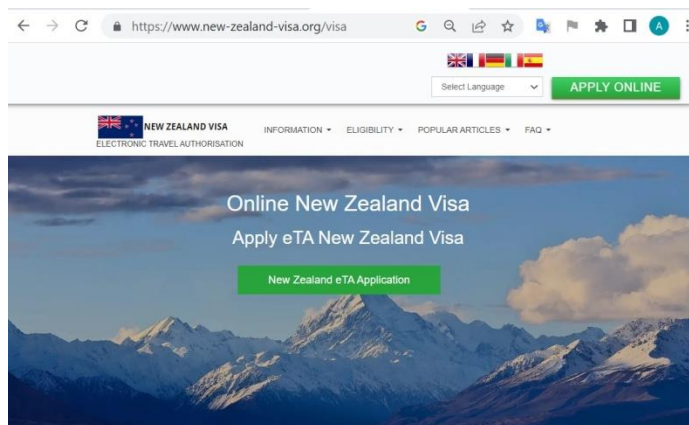 https://www.new-zealand-visa.org/visa
A
Select Language
APPLY ONLINE
NEW ZEALAND VISA
ELECTRONIC TRAVEL AUTHORISATION
INFORMATION
ELIGIBILITY
POPULAR ARTICLES
FAQ
Online New Zealand Visa
Apply eTA New Zealand Visa
New Zealand eTA Application